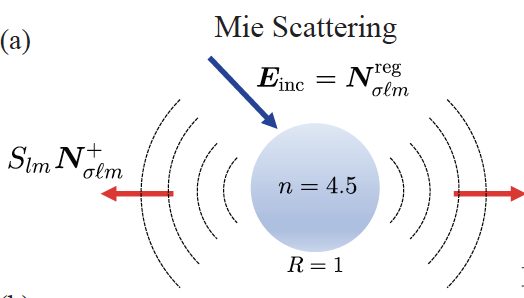 (a)
Mie Scattering
E_inc = N^reg_σℓm
S_lm N^+_σℓm
n = 4.5
R = 1